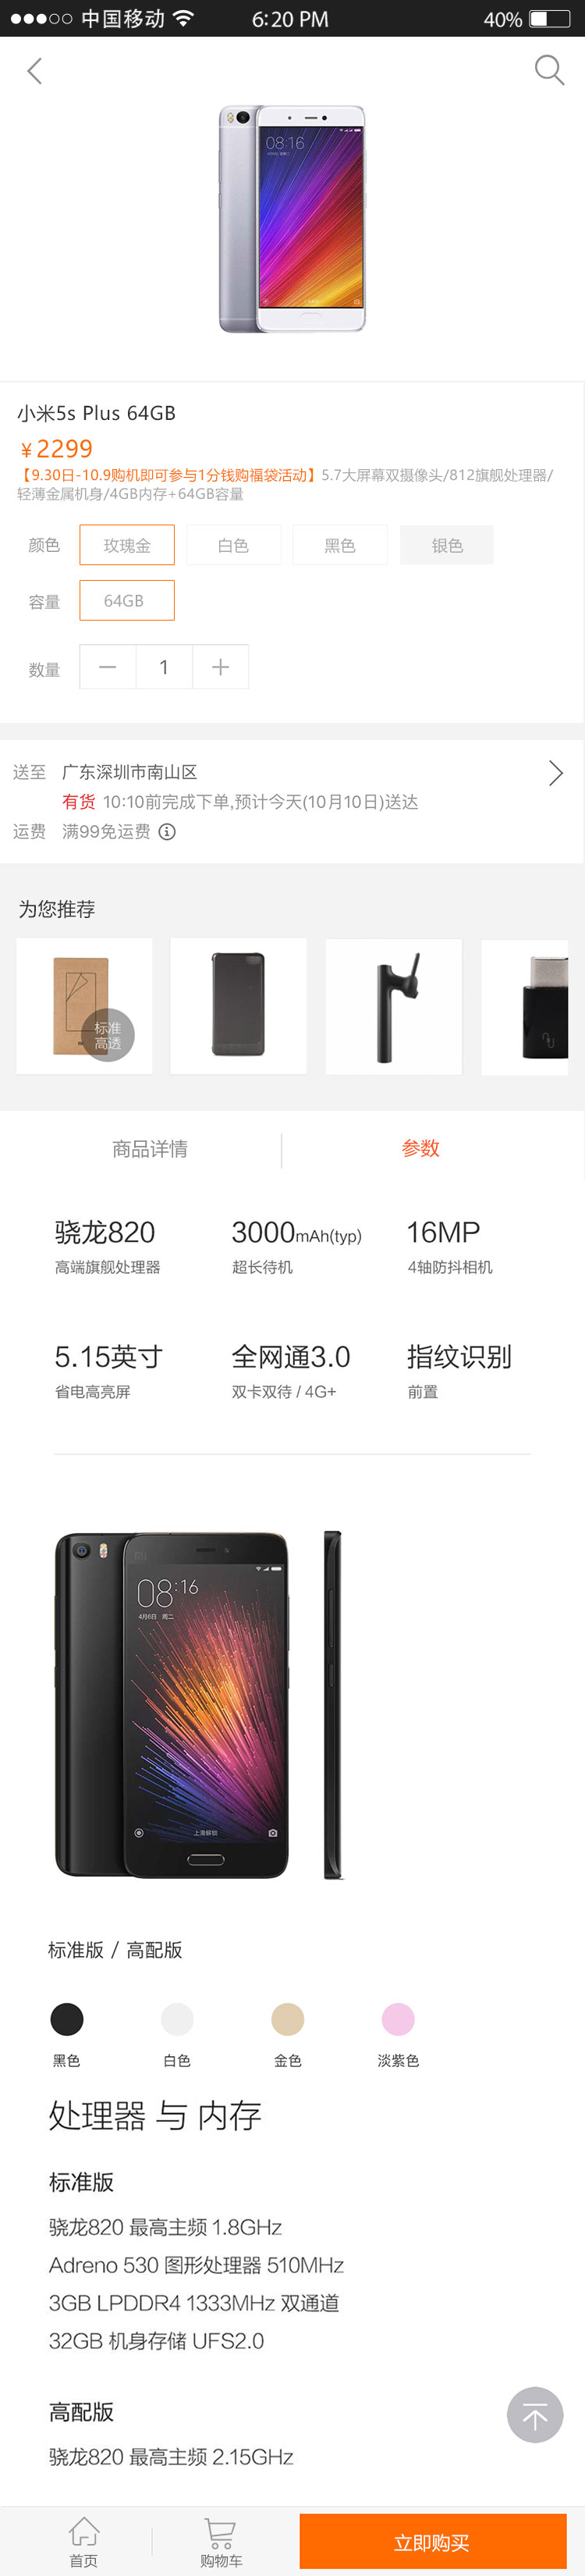 中国移动 6:20 PM 40%
08:16
小米5s Plus 64GB
¥2299
【9.30日-10.9购机即可参与1分钱购福袋活动】5.7大屏幕双摄像头/812旗舰处理器/
轻薄金属机身/4GB内存+64GB容量
颜色 玫瑰金 白色 黑色 银色
容量 64GB
数量 — 1 +
送至 广东深圳市南山区
有货 10:10前完成下单,预计今天(10月10日)送达
运费 满99免运费
为您推荐
标准
高透
商品详情 参数
骁龙820 3000mAh(typ) 16MP
高端旗舰处理器 超长待机 4轴防抖相机
5.15英寸 全网通3.0 指纹识别
省电高亮屏 双卡双待 / 4G+ 前置
08:16
4月6日 周二
上滑解锁
标准版 / 高配版
黑色 白色 金色 淡紫色
处理器 与 内存
标准版
骁龙820 最高主频 1.8GHz
Adreno 530 图形处理器 510MHz
3GB LPDDR4 1333MHz 双通道
32GB 机身存储 UFS2.0
高配版
骁龙820 最高主频 2.15GHz
首页 购物车 立即购买